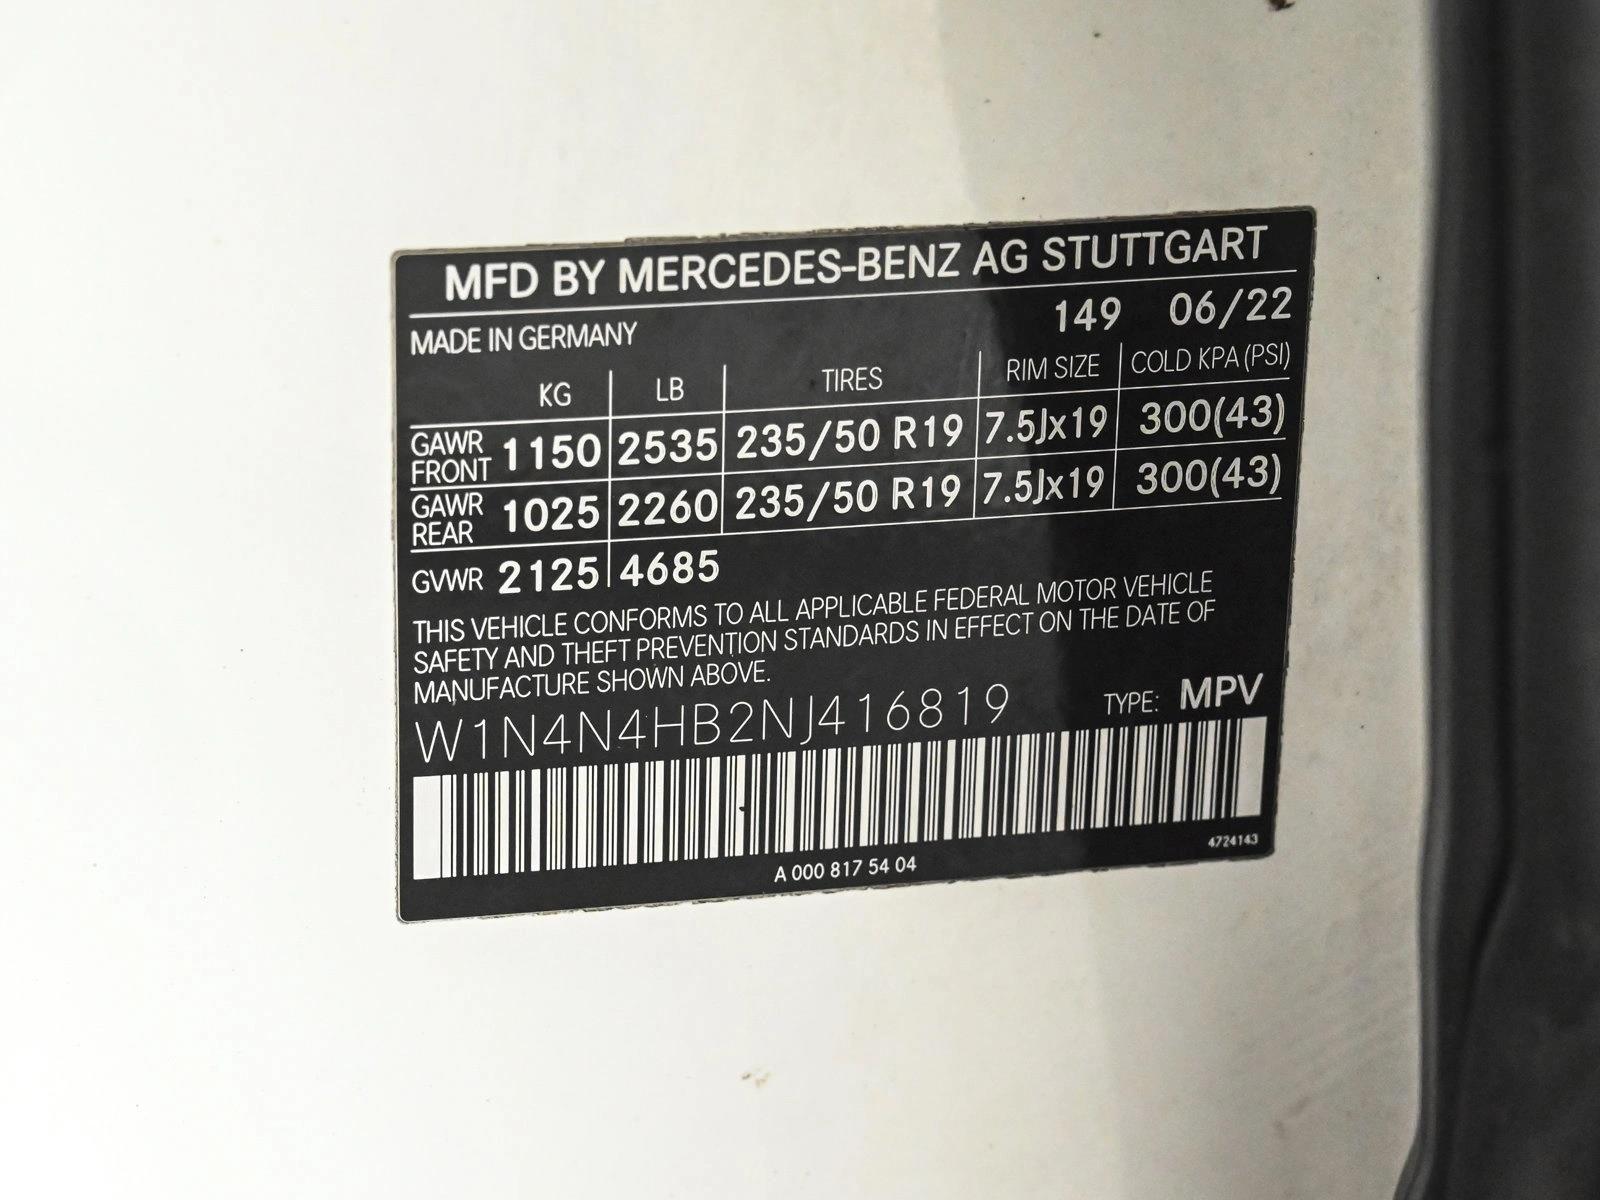 MFD BY MERCEDES-BENZ AG STUTTGART
MADE IN GERMANY 149 06/22
KG LB TIRES RIM SIZE COLD KPA (PSI)
GAWR FRONT 1150 2535 235/50 R19 7.5Jx19 300(43)
GAWR REAR 1025 2260 235/50 R19 7.5Jx19 300(43)
GVWR 2125 4685
THIS VEHICLE CONFORMS TO ALL APPLICABLE FEDERAL MOTOR VEHICLE
SAFETY AND THEFT PREVENTION STANDARDS IN EFFECT ON THE DATE OF
MANUFACTURE SHOWN ABOVE.
W1N4N4HB2NJ416819 TYPE: MPV
4724143
A 000 817 54 04